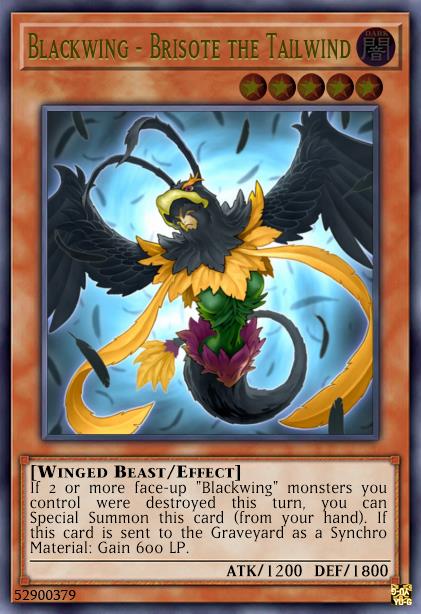 Blackwing - Brisote the Tailwind
DARK
闇
[Winged Beast/Effect]
If 2 or more face-up "Blackwing" monsters you
control were destroyed this turn, you can
Special Summon this card (from your hand). If
this card is sent to the Graveyard as a Synchro
Material: Gain 600 LP.
ATK/1200 DEF/1800
52900379